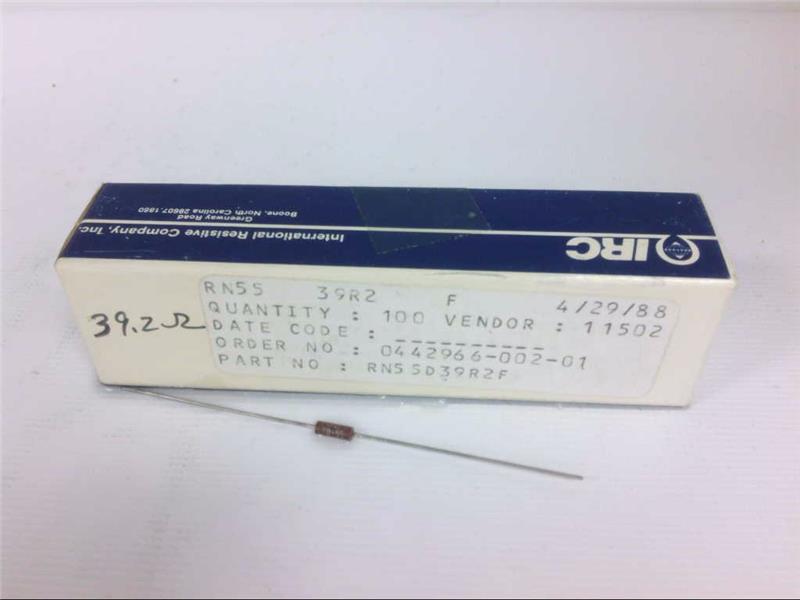 IRC
International Resistive Company, Inc.
Greenway Road
Boone, North Carolina 28607.1860
RN55 39R2 F 4/29/88
QUANTITY : 100 VENDOR : 11502
DATE CODE : __________
ORDER NO : 0442966-002-01
PART NO : RN55D39R2F
39.2Ω